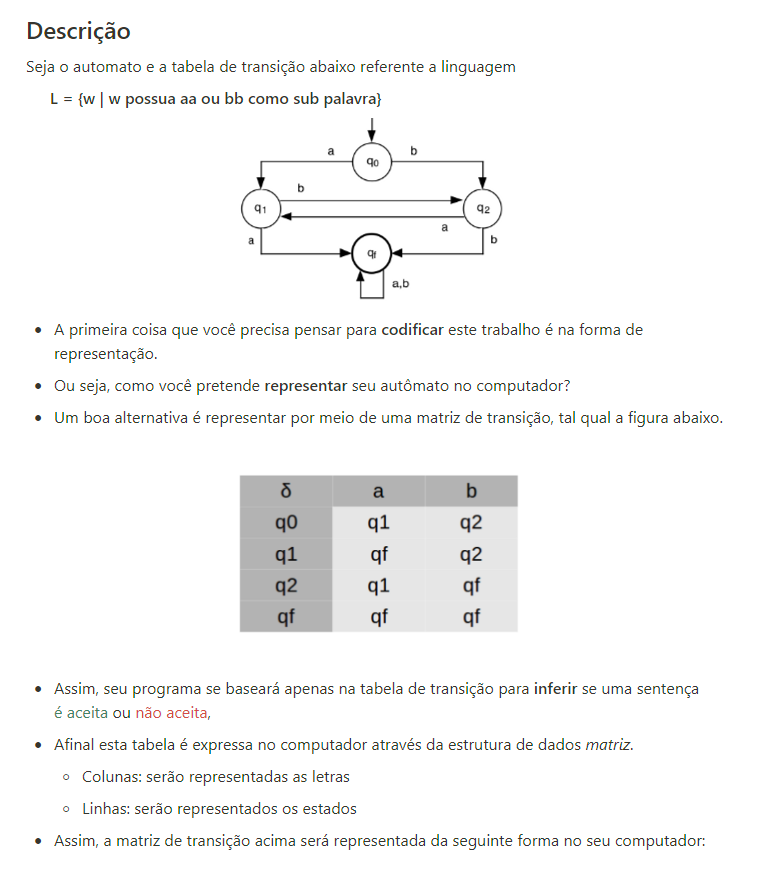 Descrição
Seja o automato e a tabela de transição abaixo referente a linguagem
L = {w | w possua aa ou bb como sub palavra}
a q0 b
b
q1 q2
a
a qf b
a,b
• A primeira coisa que você precisa pensar para codificar este trabalho é na forma de
representação.
• Ou seja, como você pretende representar seu autômato no computador?
• Um boa alternativa é representar por meio de uma matriz de transição, tal qual a figura abaixo.
δ a b
q0 q1 q2
q1 qf q2
q2 q1 qf
qf qf qf
• Assim, seu programa se baseará apenas na tabela de transição para inferir se uma sentença
é aceita ou não aceita,
• Afinal esta tabela é expressa no computador através da estrutura de dados matriz.
◦ Colunas: serão representadas as letras
◦ Linhas: serão representados os estados
• Assim, a matriz de transição acima será representada da seguinte forma no seu computador: